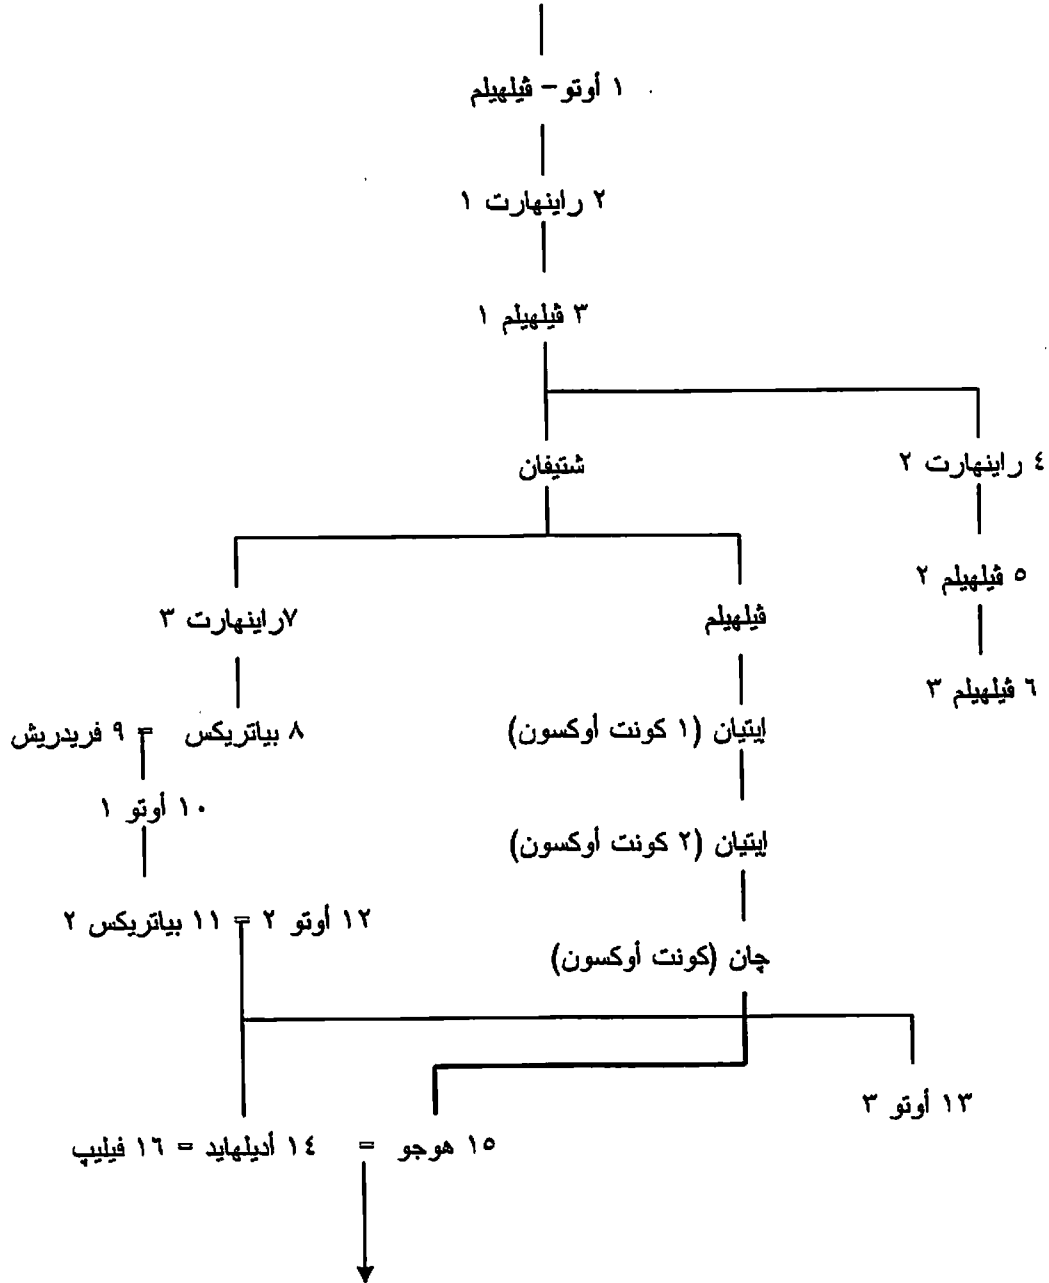 ١ أوتو – ڤيلهيلم
٢ راينهارت ١
٣ ڤيلهيلم ١
٤ راينهارت ٢
شتيفان
٥ ڤيلهيلم ٢
٧راينهارت ٣
ڤيلهيلم
٦ ڤيلهيلم ٣
٨ بياتريكس = ٩ فريدريش
إيتيان (١ كونت أوكسون)
١٠ أوتو ١
إيتيان (٢ كونت أوكسون)
١٢ أوتو ٢ = ١١ بياتريكس ٢
چان (كونت أوكسون)
١٣ أوتو ٣
١٥ هوجو = ١٤ أديلهايد = ١٦ فيليپ